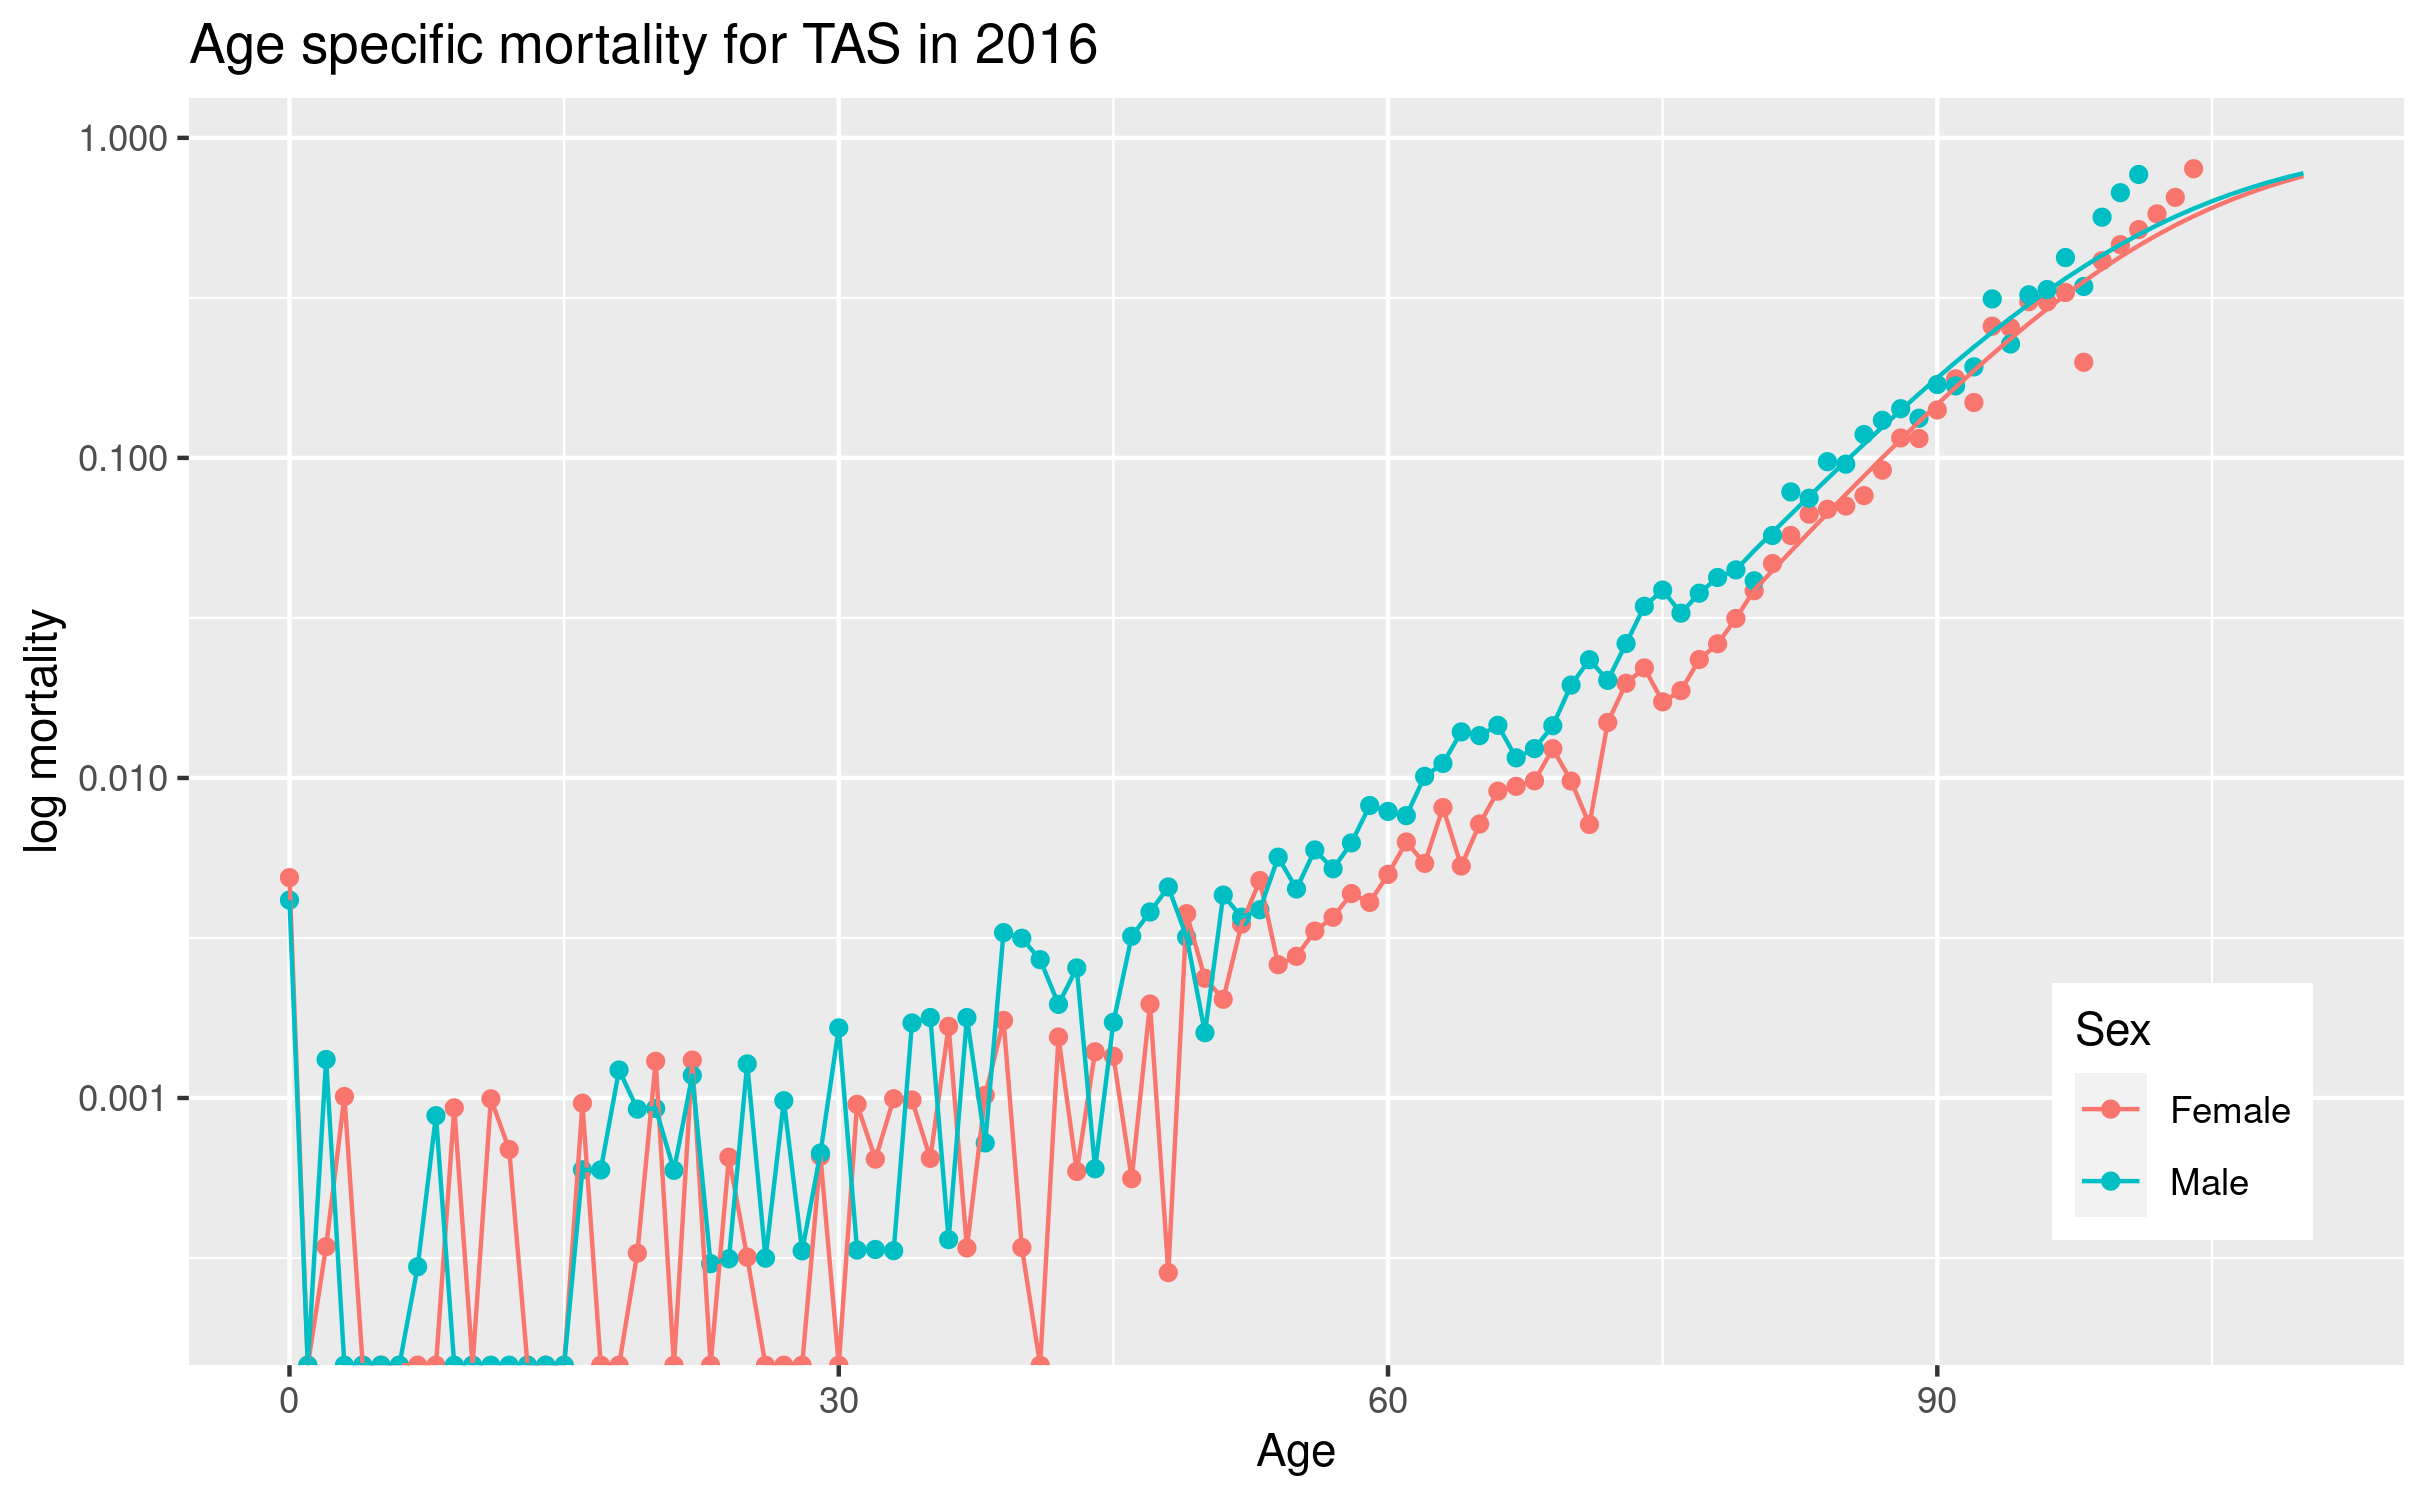 Age specific mortality for TAS in 2016
1.000
0.100
0.010
0.001
log mortality
0 30 60 90
Age
Sex
Female
Male